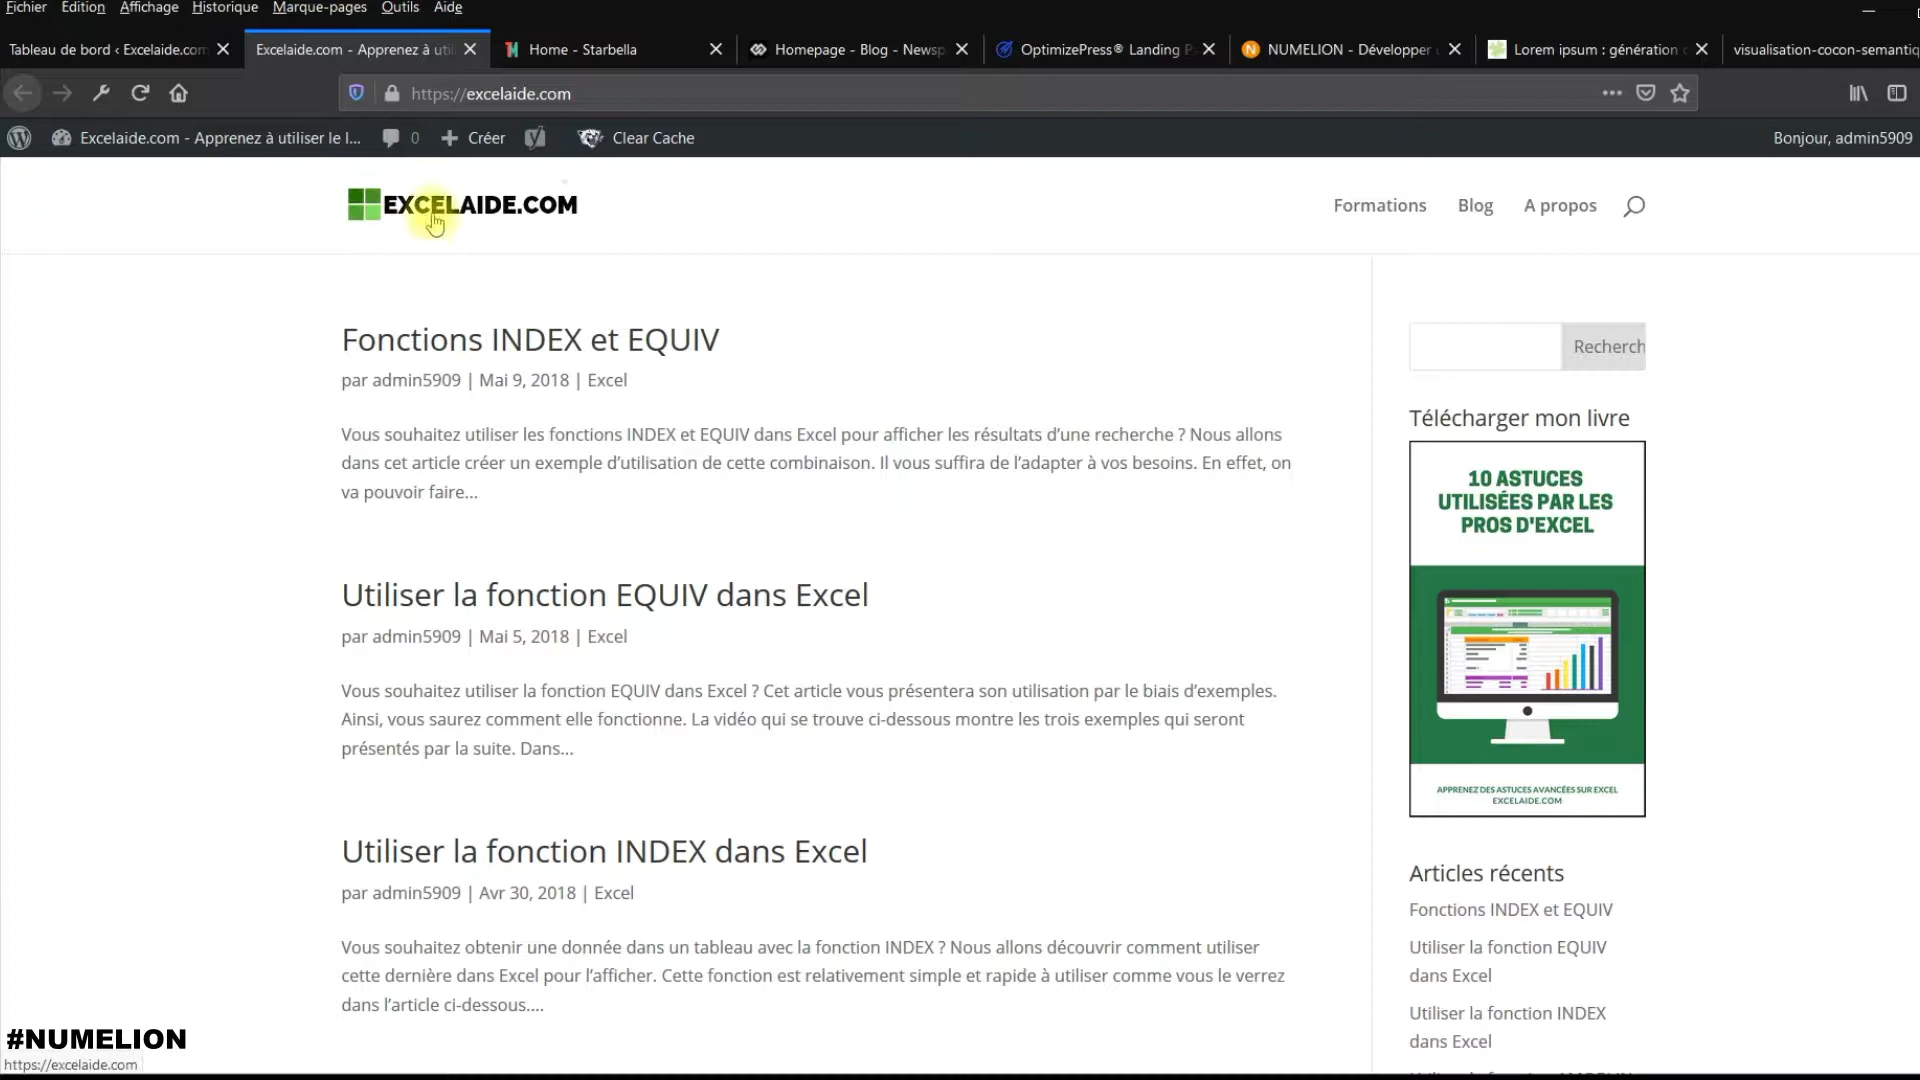 Fichier Edition Affichage Historique Marque-pages Outils Aide
Tableau de bord ‹ Excelaide.com
Excelaide.com - Apprenez à uti
Home - Starbella
Homepage - Blog - Newsp
OptimizePress® Landing P
NUMELION - Développer
Lorem ipsum : génération
visualisation-cocon-semantiq
https://excelaide.com
Excelaide.com - Apprenez à utiliser le l... 0 Créer Clear Cache Bonjour, admin5909
EXCELAIDE.COM
Formations Blog A propos
Fonctions INDEX et EQUIV
par admin5909 | Mai 9, 2018 | Excel
Vous souhaitez utiliser les fonctions INDEX et EQUIV dans Excel pour afficher les résultats d’une recherche ? Nous allons
dans cet article créer un exemple d’utilisation de cette combinaison. Il vous suffira de l’adapter à vos besoins. En effet, on
va pouvoir faire...
Utiliser la fonction EQUIV dans Excel
par admin5909 | Mai 5, 2018 | Excel
Vous souhaitez utiliser la fonction EQUIV dans Excel ? Cet article vous présentera son utilisation par le biais d’exemples.
Ainsi, vous saurez comment elle fonctionne. La vidéo qui se trouve ci-dessous montre les trois exemples qui seront
présentés par la suite. Dans...
Utiliser la fonction INDEX dans Excel
par admin5909 | Avr 30, 2018 | Excel
Vous souhaitez obtenir une donnée dans un tableau avec la fonction INDEX ? Nous allons découvrir comment utiliser
cette dernière dans Excel pour l’afficher. Cette fonction est relativement simple et rapide à utiliser comme vous le verrez
dans l’article ci-dessous....
Recherch
Télécharger mon livre
10 ASTUCES
UTILISÉES PAR LES
PROS D'EXCEL
APPRENEZ DES ASTUCES AVANCÉES SUR EXCEL
EXCELAIDE.COM
Articles récents
Fonctions INDEX et EQUIV
Utiliser la fonction EQUIV
dans Excel
Utiliser la fonction INDEX
dans Excel
#NUMELION
https://excelaide.com